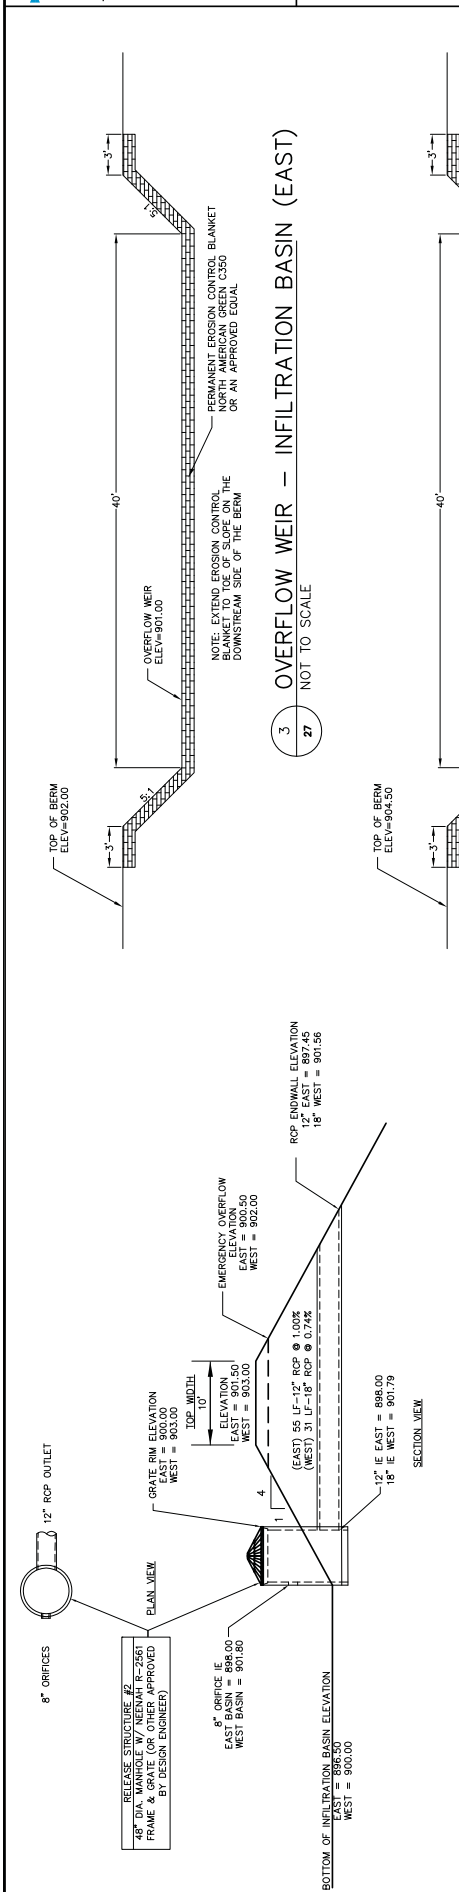 8" ORIFICES
12" RCP OUTLET
PLAN VIEW
RELEASE STRUCTURE #2
48" DIA. MANHOLE W/ NEENAH R-2561
FRAME & GRATE (OR OTHER APPROVED
BY DESIGN ENGINEER)
GRATE RIM ELEVATION
EAST = 900.00
WEST = 903.00
TOP WIDTH
10'
ELEVATION
EAST = 901.50
WEST = 903.00
EMERGENCY OVERFLOW
ELEVATION
EAST = 900.50
WEST = 902.00
RCP ENDWALL ELEVATION
12" EAST = 897.45
18" WEST = 901.56
4
1
(EAST) 55 LF-12" RCP @ 1.00%
(WEST) 31 LF-18" RCP @ 0.74%
8" ORIFICE IE
EAST BASIN = 898.00
WEST BASIN = 901.80
BOTTOM OF INFILTRATION BASIN ELEVATION
EAST = 896.50
WEST = 900.00
12" IE EAST = 898.00
18" IE WEST = 901.79
SECTION VIEW
TOP OF BERM
ELEV=902.00
3'
5:1
40'
5:1
3'
OVERFLOW WEIR
ELEV=901.00
PERMANENT EROSION CONTROL BLANKET
NORTH AMERICAN GREEN C350
OR AN APPROVED EQUAL
NOTE: EXTEND EROSION CONTROL
BLANKET TO TOE OF SLOPE ON THE
DOWNSTREAM SIDE OF THE BERM
3
27
OVERFLOW WEIR – INFILTRATION BASIN (EAST)
NOT TO SCALE
TOP OF BERM
ELEV=904.50
3'
40'
3'